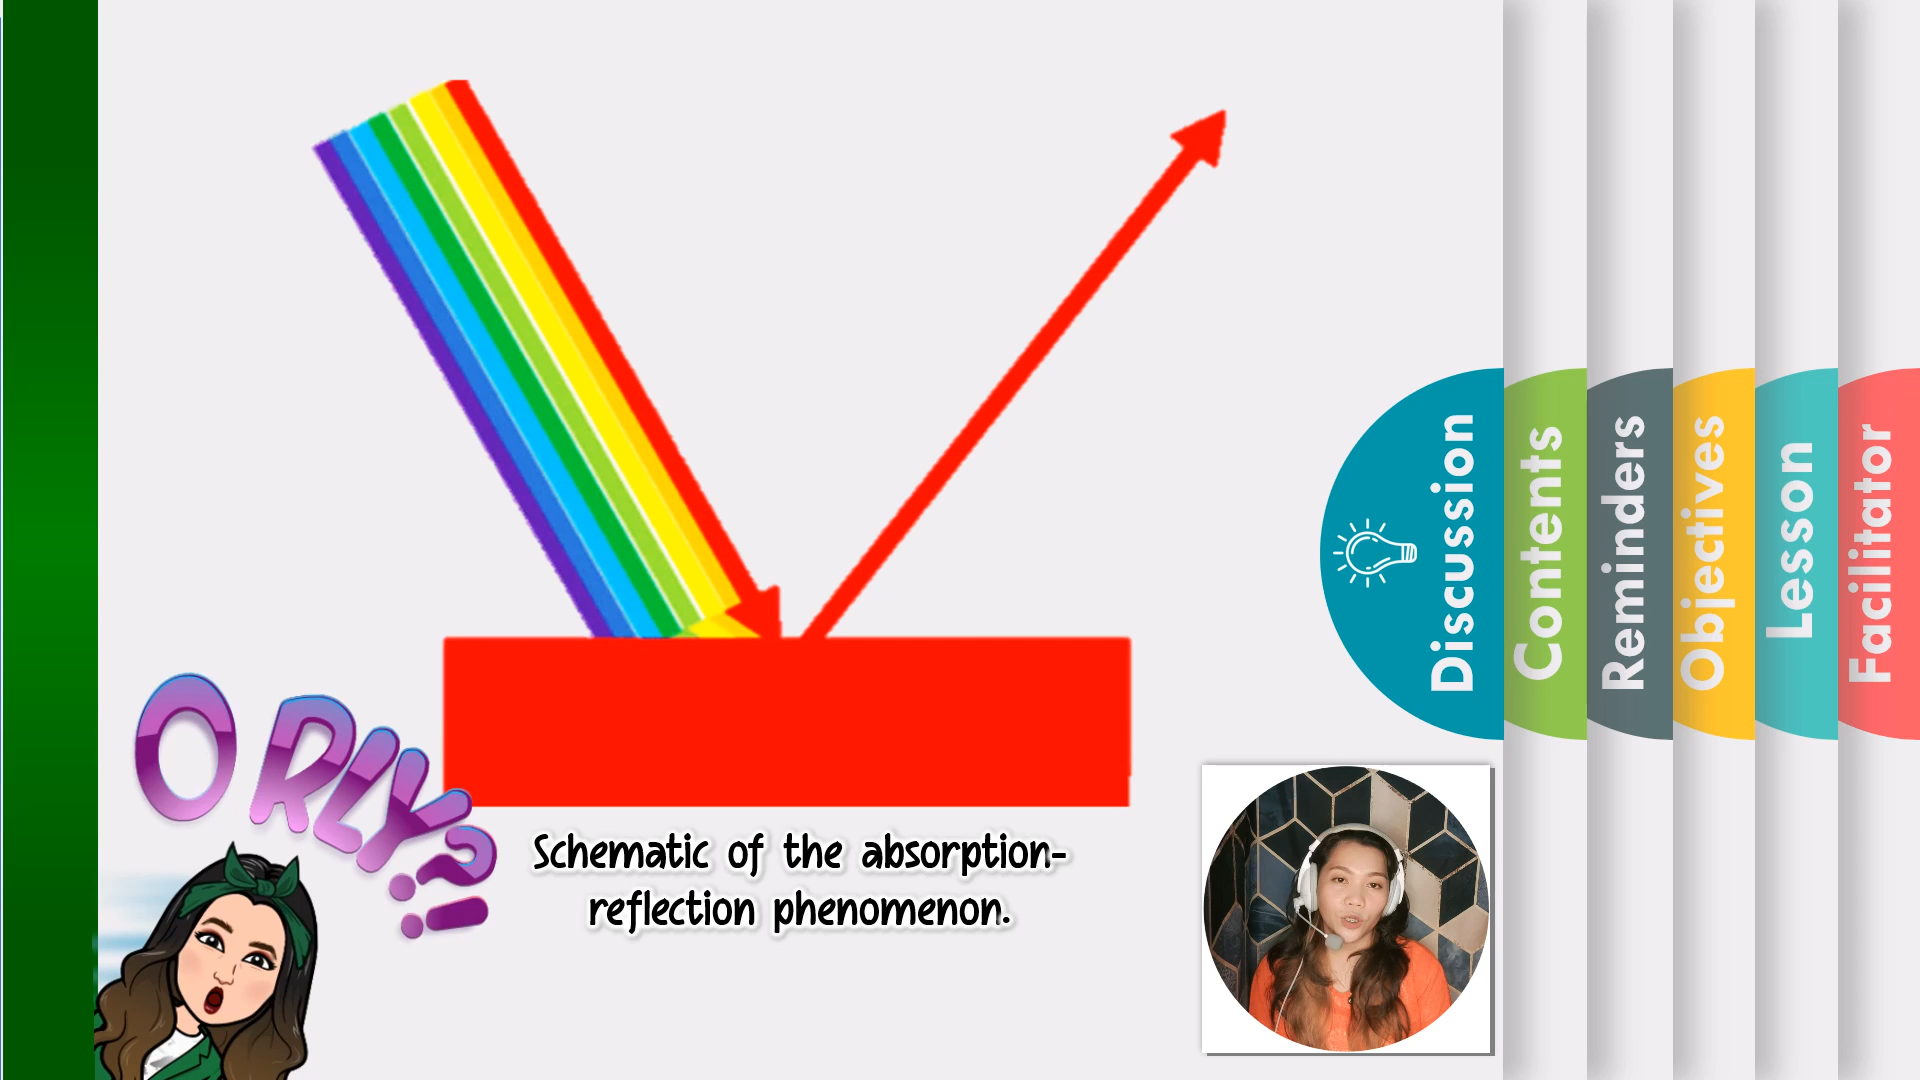 O RLY?!
Schematic of the absorption-
reflection phenomenon.
Discussion
Contents
Reminders
Objectives
Lesson
Facilitator